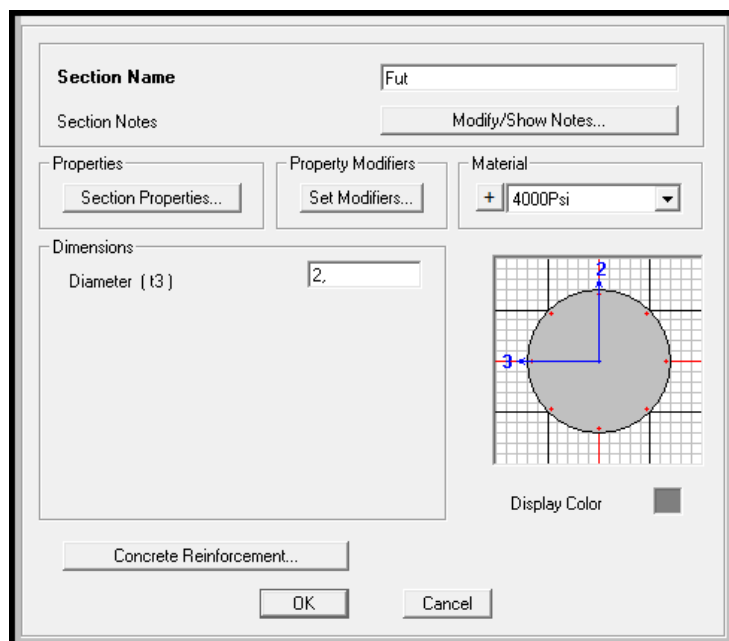 Section Name
Fut
Section Notes
Modify/Show Notes...
Properties
Section Properties...
Property Modifiers
Set Modifiers...
Material
+ 4000Psi
Dimensions
Diameter ( t3 )
2,
2
3
Display Color
Concrete Reinforcement...
OK
Cancel